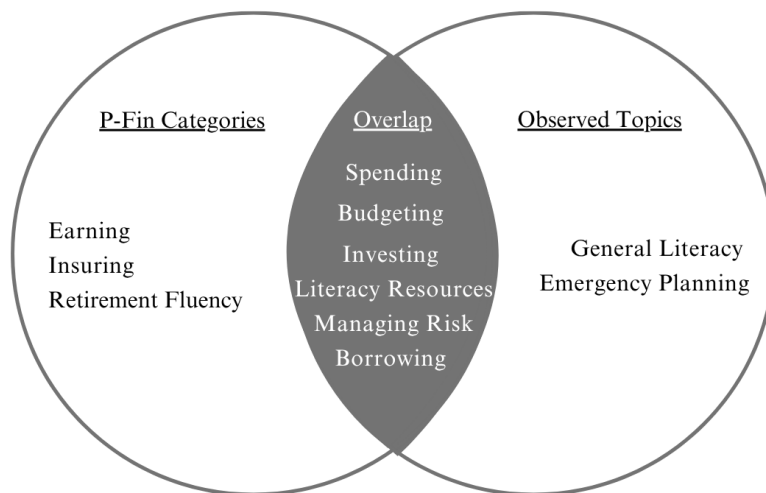 P-Fin Categories
Earning
Insuring
Retirement Fluency
Overlap
Spending
Budgeting
Investing
Literacy Resources
Managing Risk
Borrowing
Observed Topics
General Literacy
Emergency Planning